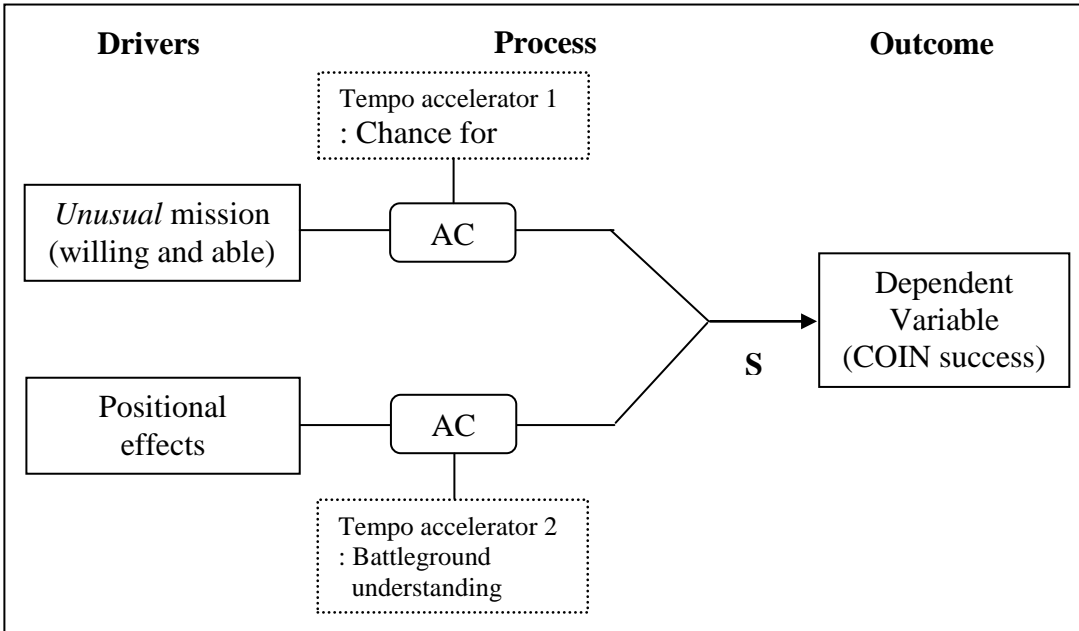 Drivers
Process
Outcome
Tempo accelerator 1
: Chance for
Unusual mission
(willing and able)
AC
Dependent
Variable
(COIN success)
S
Positional
effects
AC
Tempo accelerator 2
: Battleground
understanding